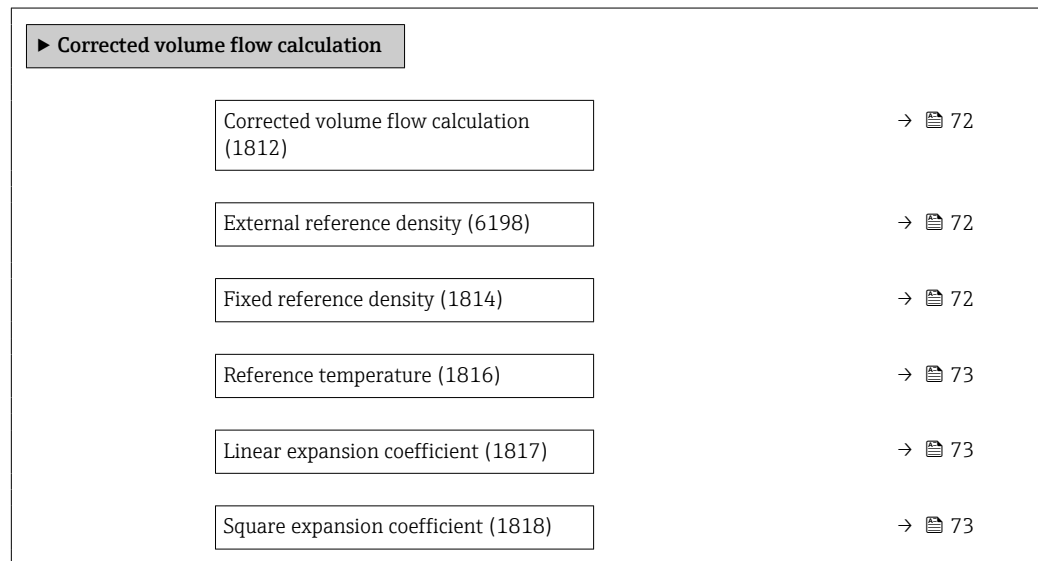 ▶ Corrected volume flow calculation
Corrected volume flow calculation → 72
(1812)
External reference density (6198) → 72
Fixed reference density (1814) → 72
Reference temperature (1816) → 73
Linear expansion coefficient (1817) → 73
Square expansion coefficient (1818) → 73